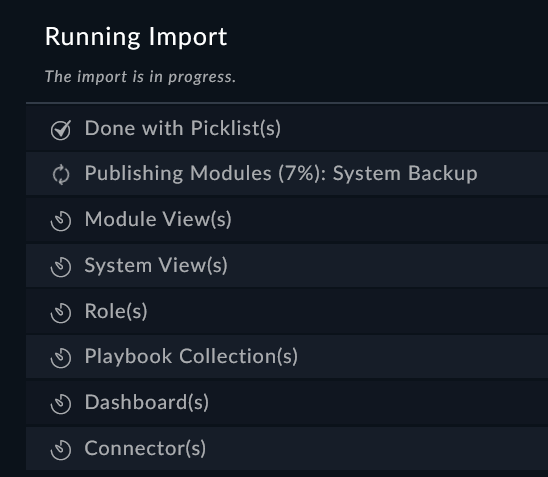 Running Import
The import is in progress.
Done with Picklist(s)
Publishing Modules (7%): System Backup
Module View(s)
System View(s)
Role(s)
Playbook Collection(s)
Dashboard(s)
Connector(s)